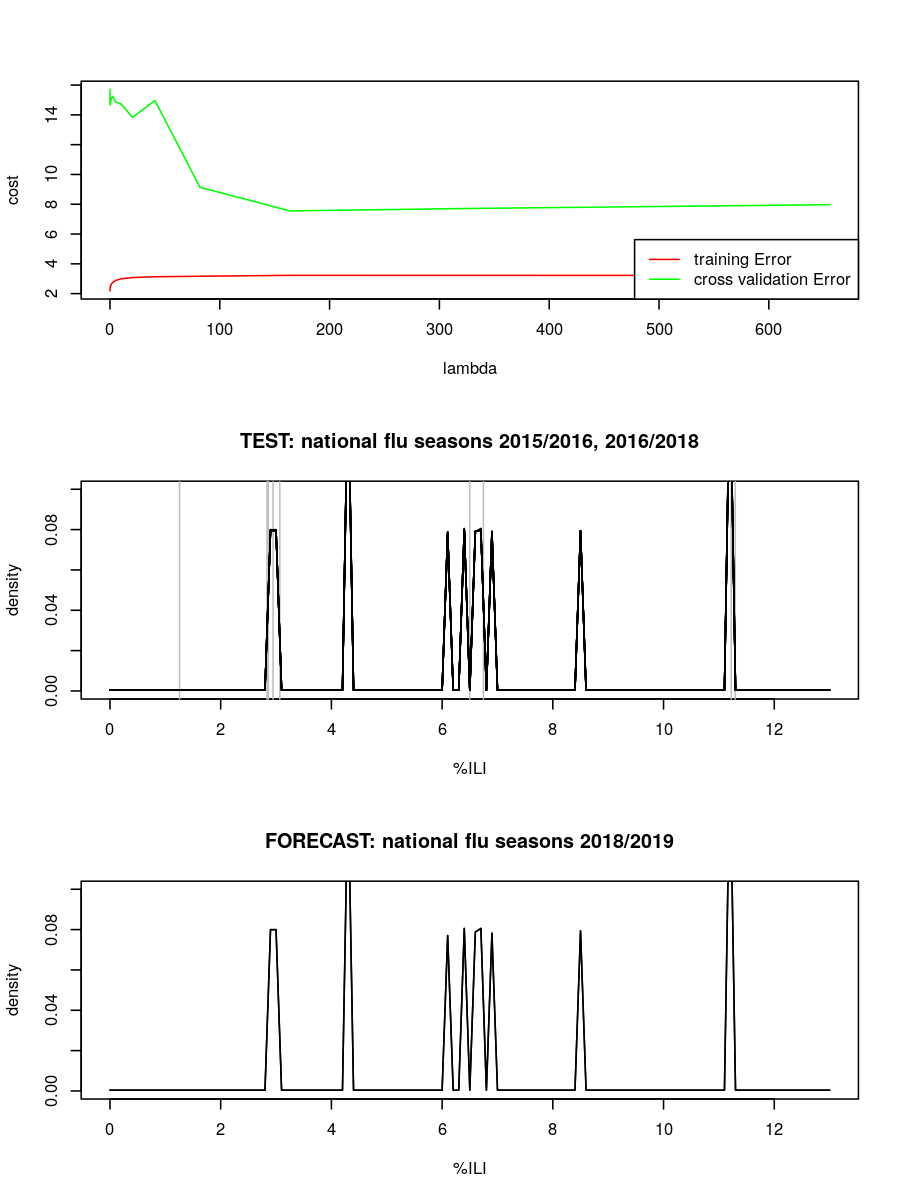 14
10
8
6
4
2
cost
training Error
cross validation Error
0 100 200 300 400 500 600
lambda
TEST: national flu seasons 2015/2016, 2016/2018
0.08
0.04
0.00
density
0 2 4 6 8 10 12
%ILI
FORECAST: national flu seasons 2018/2019
0.08
0.04
0.00
density
0 2 4 6 8 10 12
%ILI